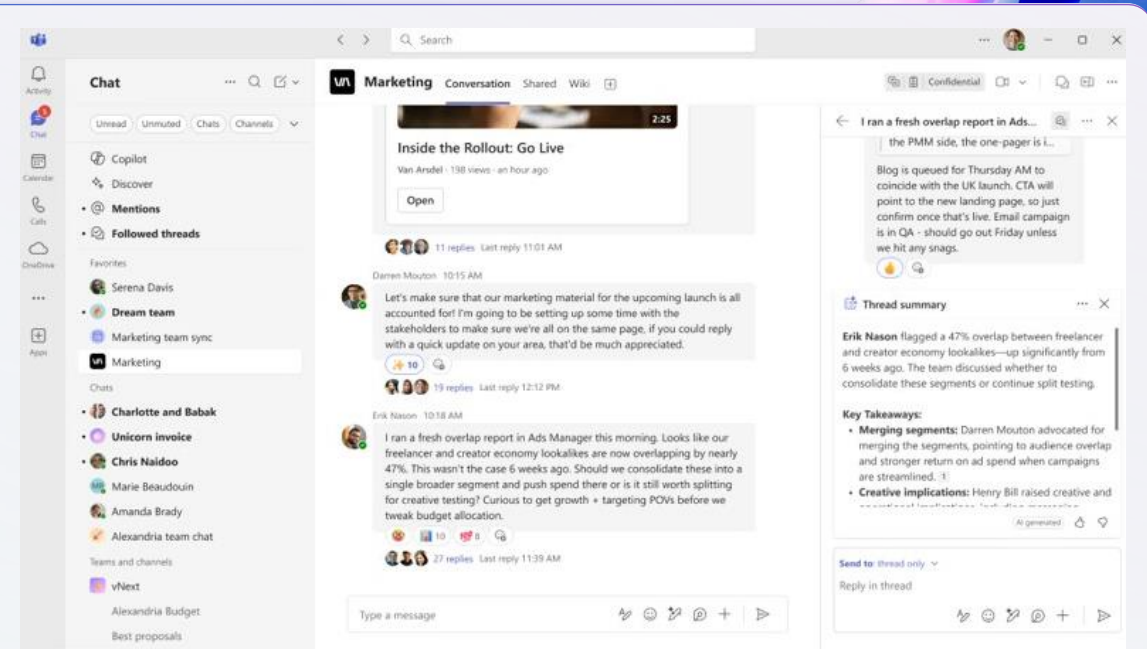 Search
Activity
Chat
Calendar
Calls
OneDrive
Apps
Chat
Unread
Unmuted
Chats
Channels
Copilot
Discover
Mentions
Followed threads
Favorites
Serena Davis
Dream team
Marketing team sync
Marketing
Chats
Charlotte and Babak
Unicorn invoice
Chris Naidoo
Marie Beaudouin
Amanda Brady
Alexandria team chat
Teams and channels
vNext
Alexandria Budget
Best proposals
Marketing Conversation Shared Wiki
Confidential
2:25
Inside the Rollout: Go Live
Van Arsdel · 198 views · an hour ago
Open
11 replies Last reply 11:01 AM
Darren Mouton 10:15 AM
Let's make sure that our marketing material for the upcoming launch is all
accounted for! I'm going to be setting up some time with the
stakeholders to make sure we're all on the same page, if you could reply
with a quick update on your area, that'd be much appreciated.
10
19 replies Last reply 12:12 PM
Erik Nason 10:18 AM
I ran a fresh overlap report in Ads Manager this morning. Looks like our
freelancer and creator economy lookalikes are now overlapping by nearly
47%. This wasn't the case 6 weeks ago. Should we consolidate these into a
single broader segment and push spend there or is it still worth splitting
for creative testing? Curious to get growth + targeting POVs before we
tweak budget allocation.
10 8
27 replies Last reply 11:39 AM
Type a message
I ran a fresh overlap report in Ads...
the PMM side, the one-pager is i...
Blog is queued for Thursday AM to
coincide with the UK launch. CTA will
point to the new landing page, so just
confirm once that's live. Email campaign
is in QA - should go out Friday unless
we hit any snags.
Thread summary
Erik Nason flagged a 47% overlap between freelancer
and creator economy lookalikes—up significantly from
6 weeks ago. The team discussed whether to
consolidate these segments or continue split testing.
Key Takeaways:
• Merging segments: Darren Mouton advocated for
merging the segments, pointing to audience overlap
and stronger return on ad spend when campaigns
are streamlined. 1
• Creative implications: Henry Bill raised creative and
AI generated
Send to: thread only
Reply in thread